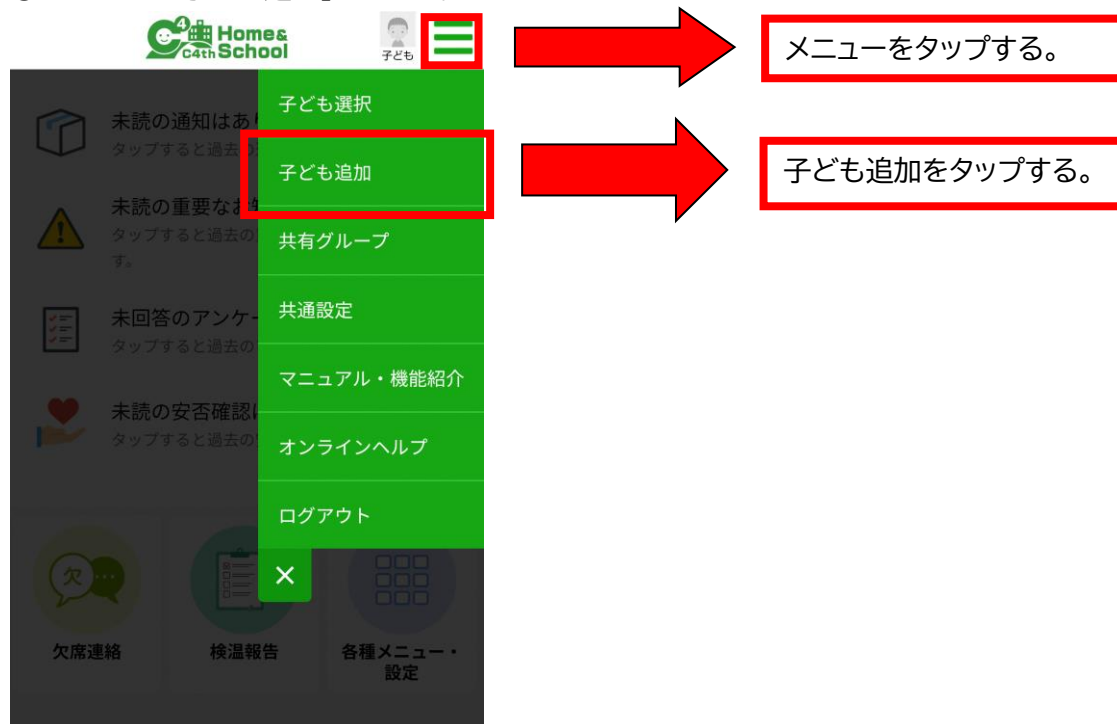 C4th Home& School
子ども
メニューをタップする。
子ども選択
子ども追加
子ども追加をタップする。
共有グループ
共通設定
マニュアル・機能紹介
オンラインヘルプ
ログアウト
×
未読の通知はあり
タップすると過去の
未読の重要なお
タップすると過去の
す。
未回答のアンケー
タップすると過去の
未読の安否確認
タップすると過去の
欠
欠席連絡
検温報告
各種メニュー・
設定